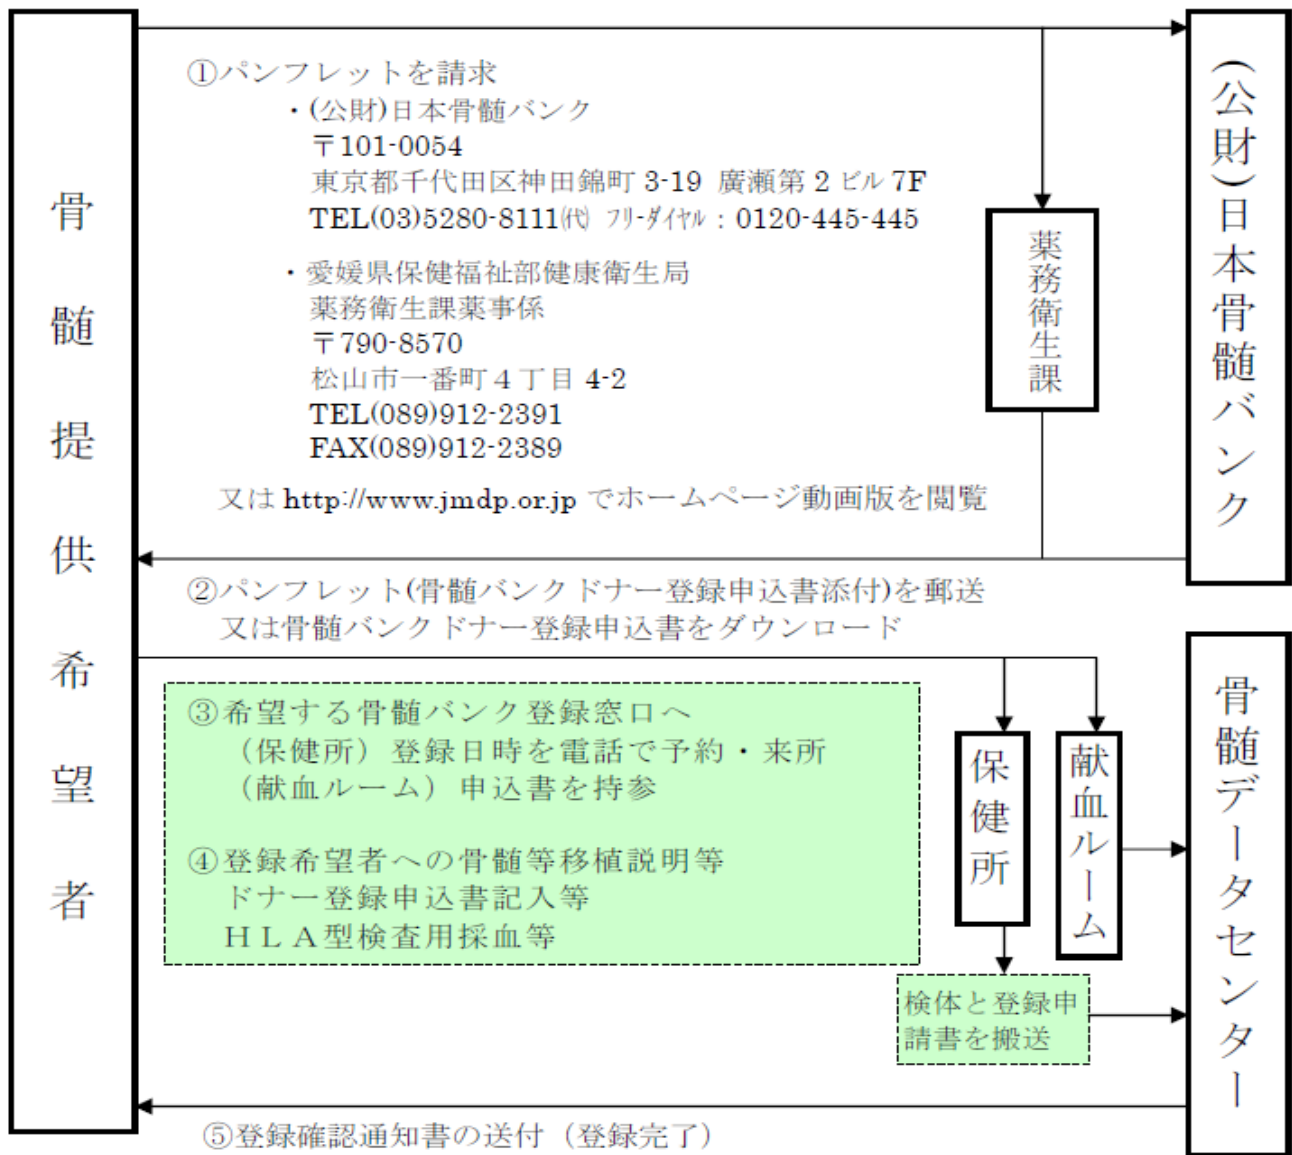 骨髄提供希望者
①パンフレットを請求
・(公財)日本骨髄バンク
〒101-0054
東京都千代田区神田錦町 3-19 廣瀬第 2 ビル 7F
TEL(03)5280-8111㈹ フリｰダイヤル：0120-445-445
・愛媛県保健福祉部健康衛生局
薬務衛生課薬事係
〒790-8570
松山市一番町４丁目 4-2
TEL(089)912-2391
FAX(089)912-2389
又は http://www.jmdp.or.jp でホームページ動画版を閲覧
薬務衛生課
(公財)日本骨髄バンク
②パンフレット(骨髄バンクドナー登録申込書添付)を郵送
又は骨髄バンクドナー登録申込書をダウンロード
③希望する骨髄バンク登録窓口へ
（保健所）登録日時を電話で予約・来所
（献血ルーム）申込書を持参
④登録希望者への骨髄等移植説明等
ドナー登録申込書記入等
ＨＬＡ型検査用採血等
保健所
献血ルーム
検体と登録申
請書を搬送
骨髄データセンター
⑤登録確認通知書の送付（登録完了）